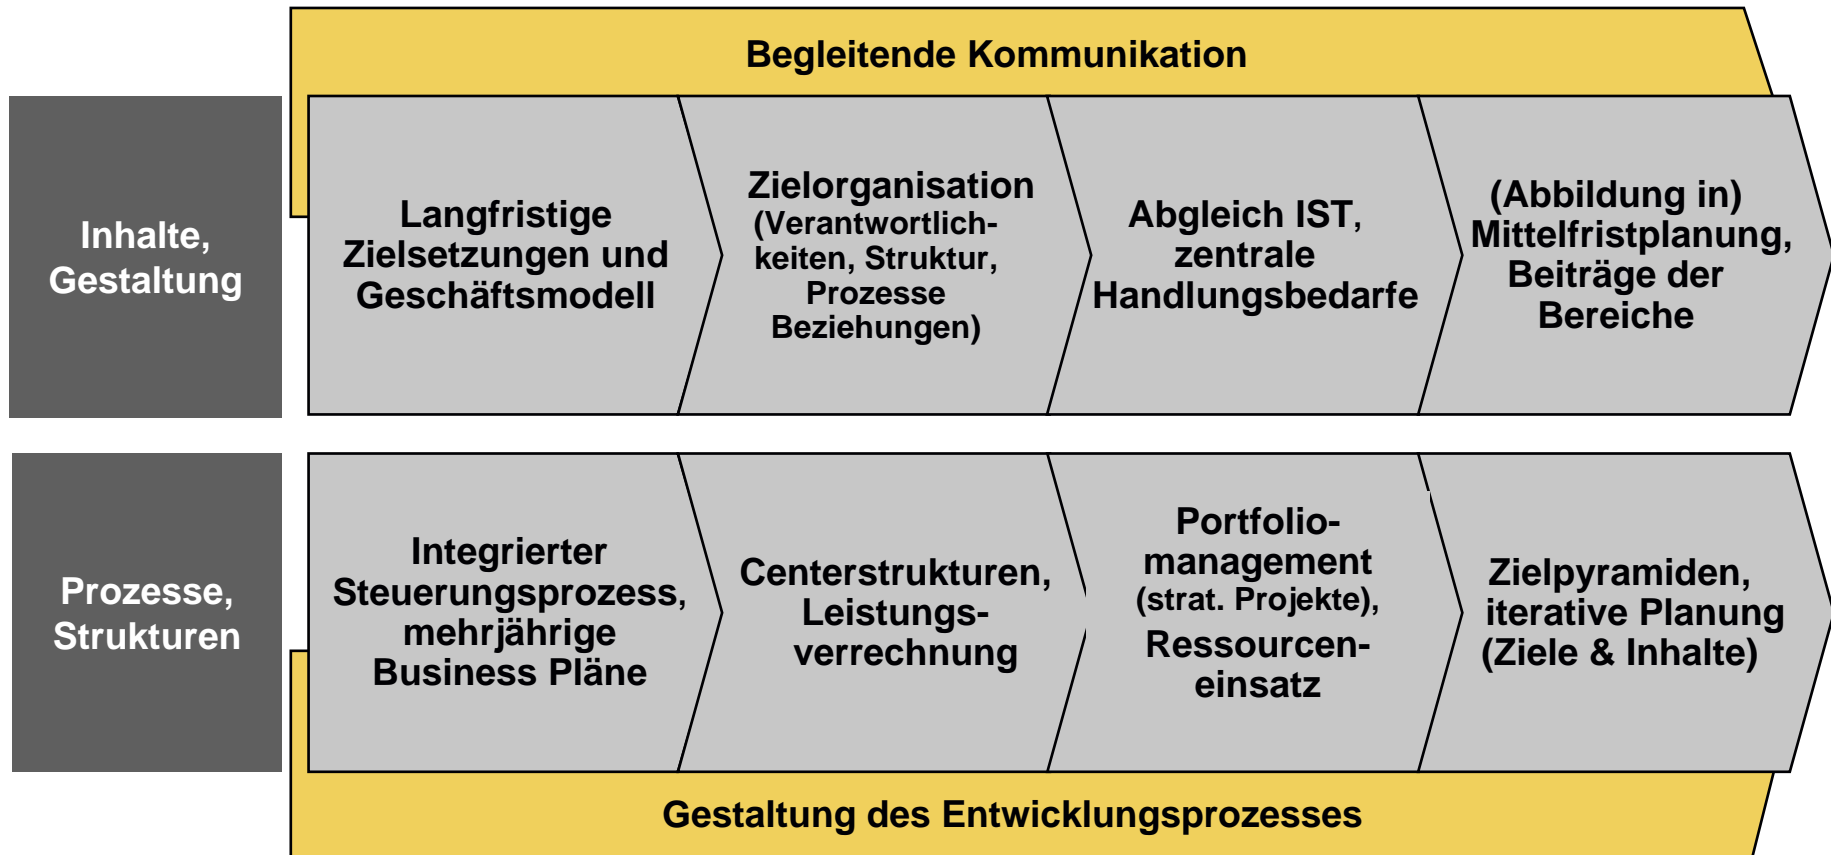 Begleitende Kommunikation
Inhalte,
Gestaltung
Langfristige
Zielsetzungen und
Geschäftsmodell
Zielorganisation
(Verantwortlich-
keiten, Struktur,
Prozesse
Beziehungen)
Abgleich IST,
zentrale
Handlungsbedarfe
(Abbildung in)
Mittelfristplanung,
Beiträge der
Bereiche
Prozesse,
Strukturen
Integrierter
Steuerungsprozess,
mehrjährige
Business Pläne
Centerstrukturen,
Leistungs-
verrechnung
Portfolio-
management
(strat. Projekte),
Ressourcen-
einsatz
Zielpyramiden,
iterative Planung
(Ziele & Inhalte)
Gestaltung des Entwicklungsprozesses